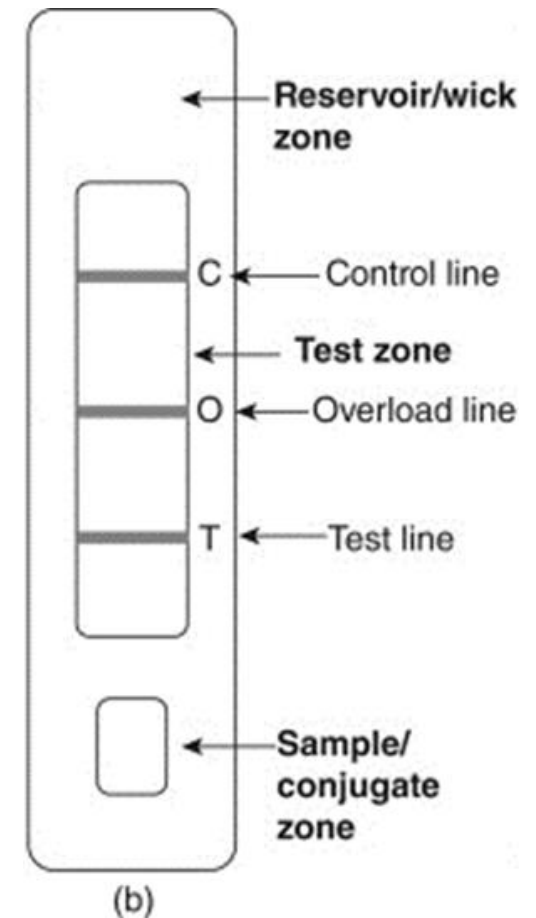 Reservoir/wick
zone
C
Control line
Test zone
O
Overload line
T
Test line
Sample/
conjugate
zone
(b)